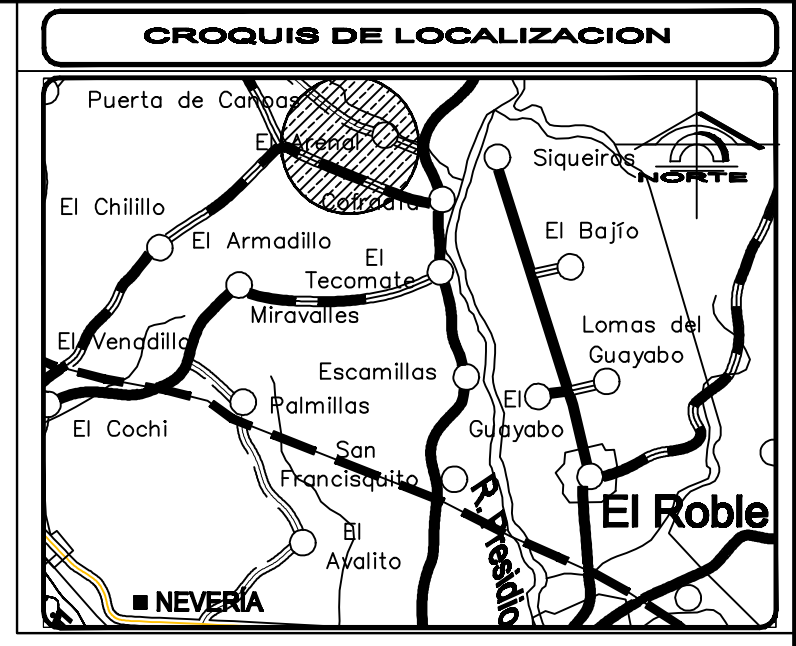 CROQUIS DE LOCALIZACION
Puerta de Canoas
El Arenal
Siqueiros
NORTE
Cofradía
El Chilillo
El Bajío
El Armadillo
El
Tecomate
Miravalles
Lomas del
Guayabo
El Venadillo
Escamillas
El
Guayabo
Palmillas
El Cochi
San
Francisquito
R. Presidio
El Roble
El
Avalito
NEVERÍA